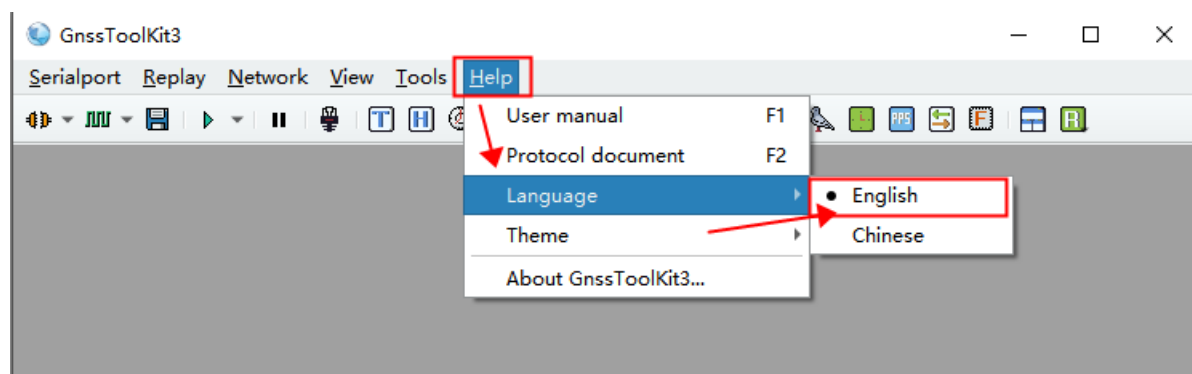 GnssToolKit3
Serialport Replay Network View Tools Help
T H PPS F R
User manual F1
Protocol document F2
Language
English
Theme
Chinese
About GnssToolKit3...